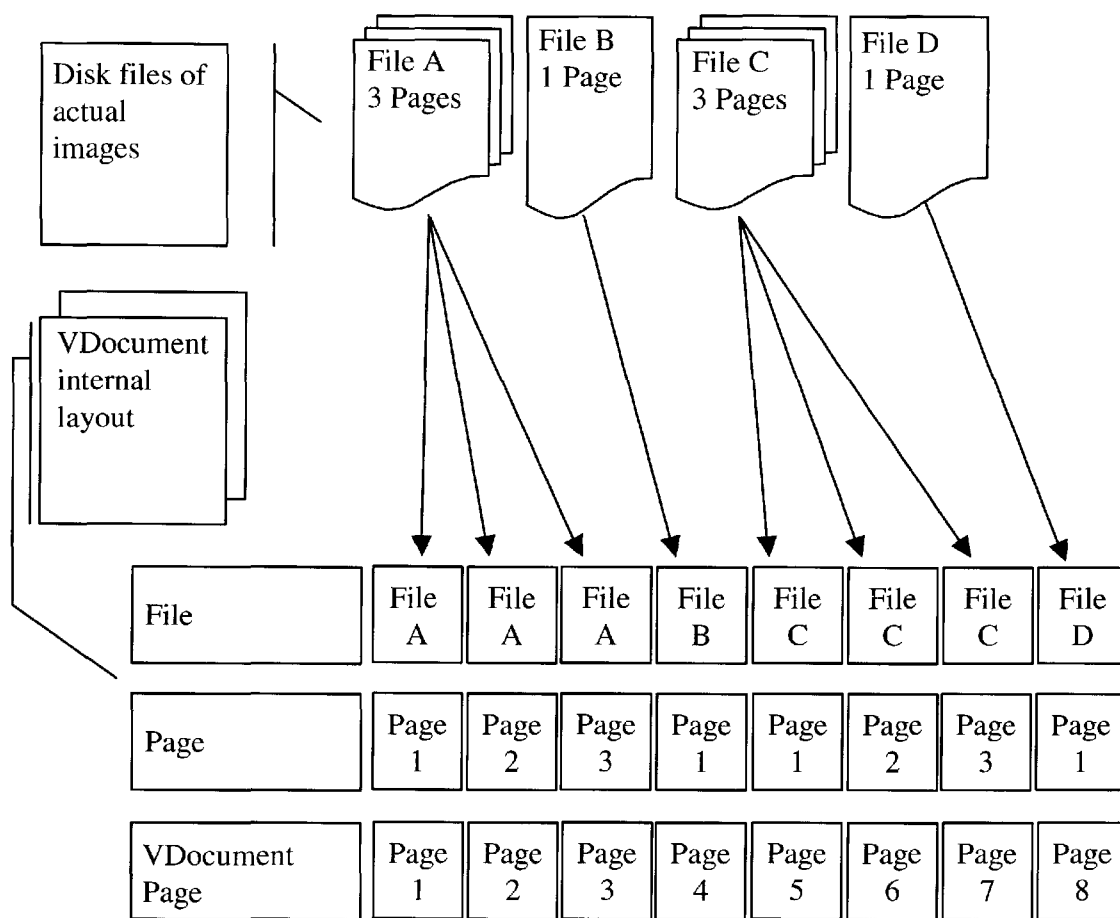 Disk files of
actual
images
File A
3 Pages
File B
1 Page
File C
3 Pages
File D
1 Page
VDocument
internal
layout
File
File
A
File
A
File
A
File
B
File
C
File
C
File
C
File
D
Page
Page
1
Page
2
Page
3
Page
1
Page
1
Page
2
Page
3
Page
1
VDocument
Page
Page
1
Page
2
Page
3
Page
4
Page
5
Page
6
Page
7
Page
8